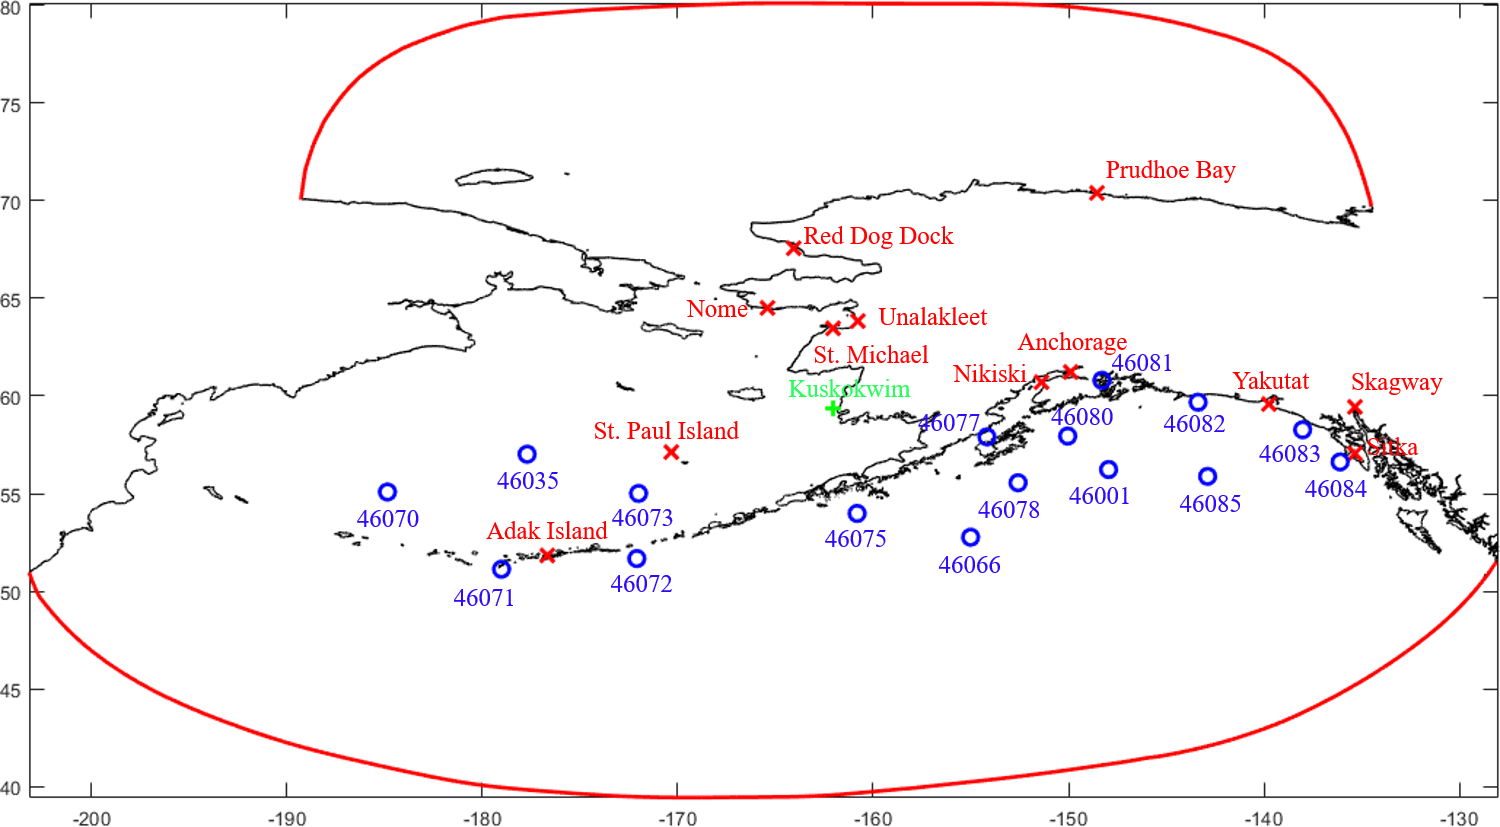 80
75
Prudhoe Bay
70
Red Dog Dock
65
Nome
Unalakleet
Anchorage
St. Michael
46081
Nikiski
Yakutat
Skagway
Kuskokwim
60
46077
46080
46082
St. Paul Island
Sitka
46083
46035
46084
55
46070
46073
46078
46001
46085
Adak Island
46075
46066
46072
50
46071
45
40
-200
-190
-180
-170
-160
-150
-140
-130